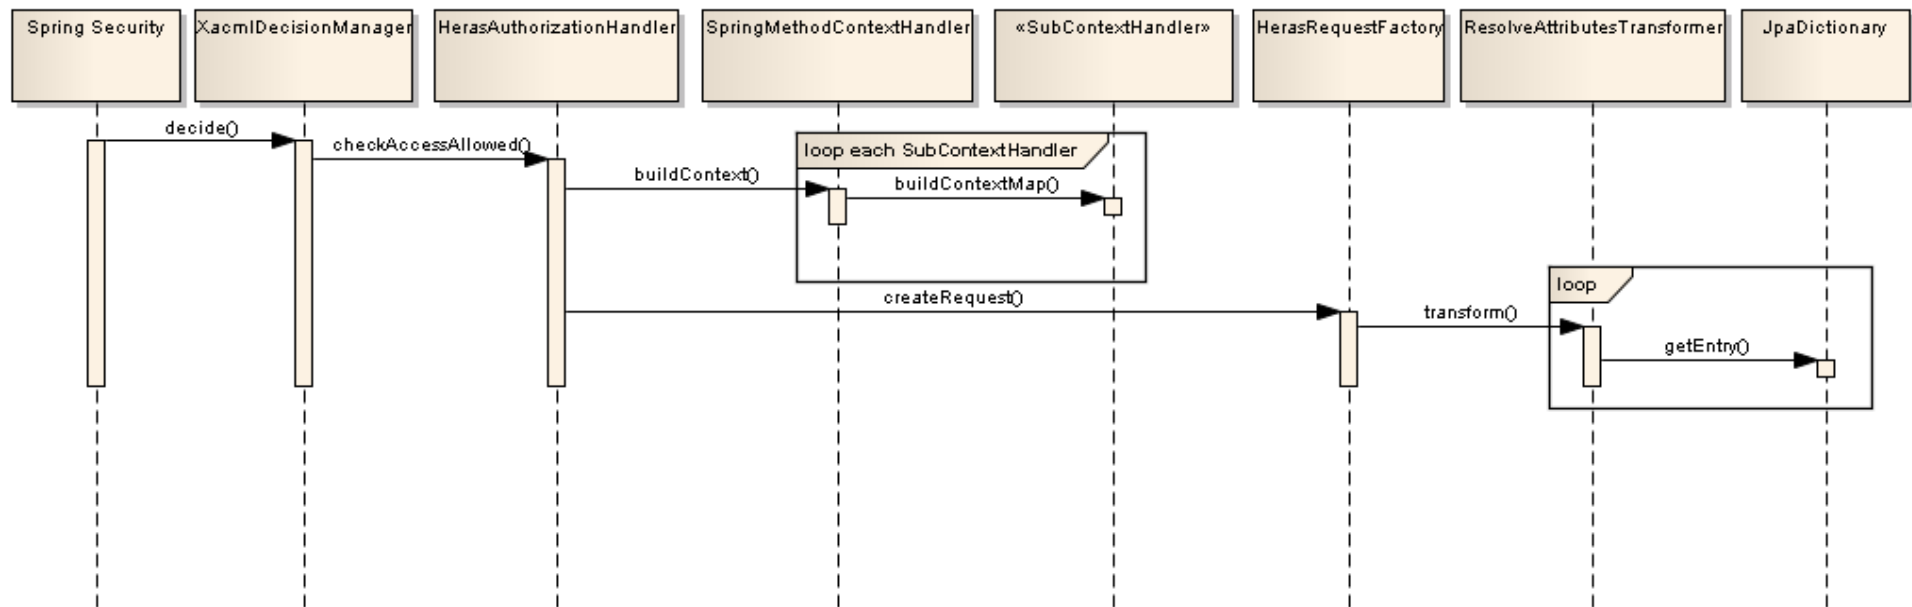 Spring Security
XacmlDecisionManager
HerasAuthorizationHandler
SpringMethodContextHandler
«SubContextHandler»
HerasRequestFactory
ResolveAttributesTransformer
JpaDictionary
decide()
checkAccessAllowed()
loop each SubContextHandler
buildContext()
buildContextMap()
loop
createRequest()
transform()
getEntry()